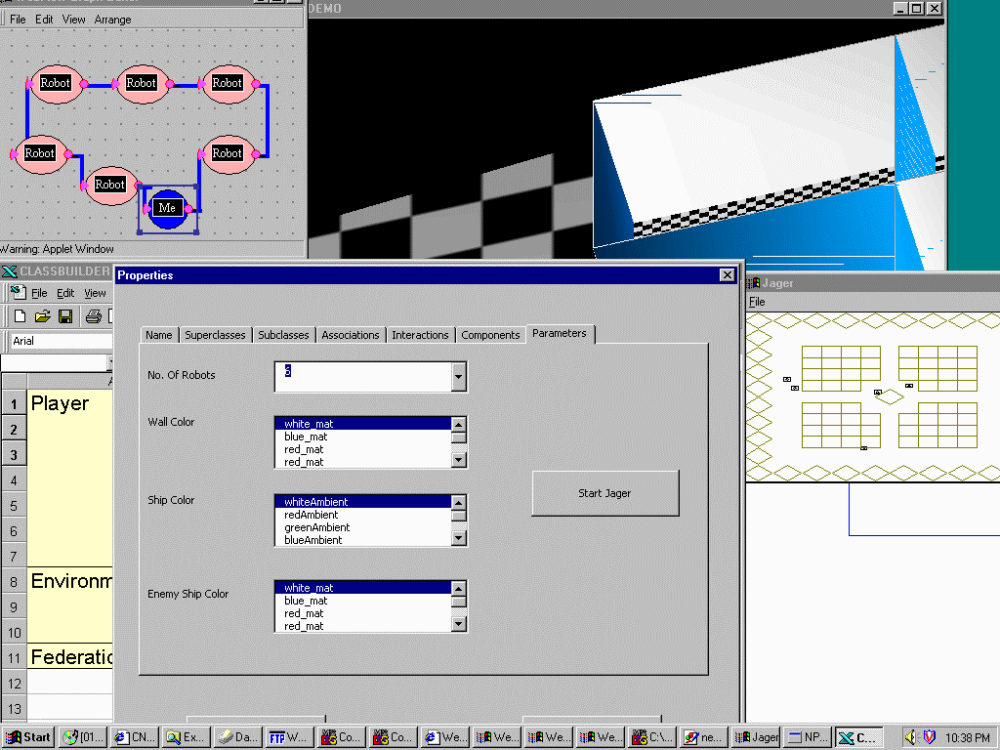 DEMO
File Edit View Arrange
Robot Robot Robot
Robot Robot
Robot
Me
Warning: Applet Window
CLASSBUILDER
File Edit View
Arial
A
1 Player
2
3
4
5
6
7
8 Environm
9
10
11 Federatic
12
13
Properties
Name Superclasses Subclasses Associations Interactions Components Parameters
No. Of Robots
6
Wall Color
white_mat
blue_mat
red_mat
red_mat
Ship Color
whiteAmbient
redAmbient
greenAmbient
blueAmbient
Enemy Ship Color
white_mat
blue_mat
red_mat
red_mat
Start Jager
Jager
File
Start [01... CN... Ex... Da... W... Co... Co... We... We... We... We... C:\... ne... Jager NP... C... 10:38 PM